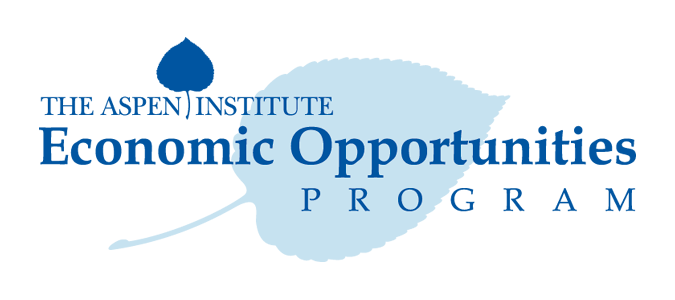 THE ASPEN INSTITUTE
Economic Opportunities
PROGRAM